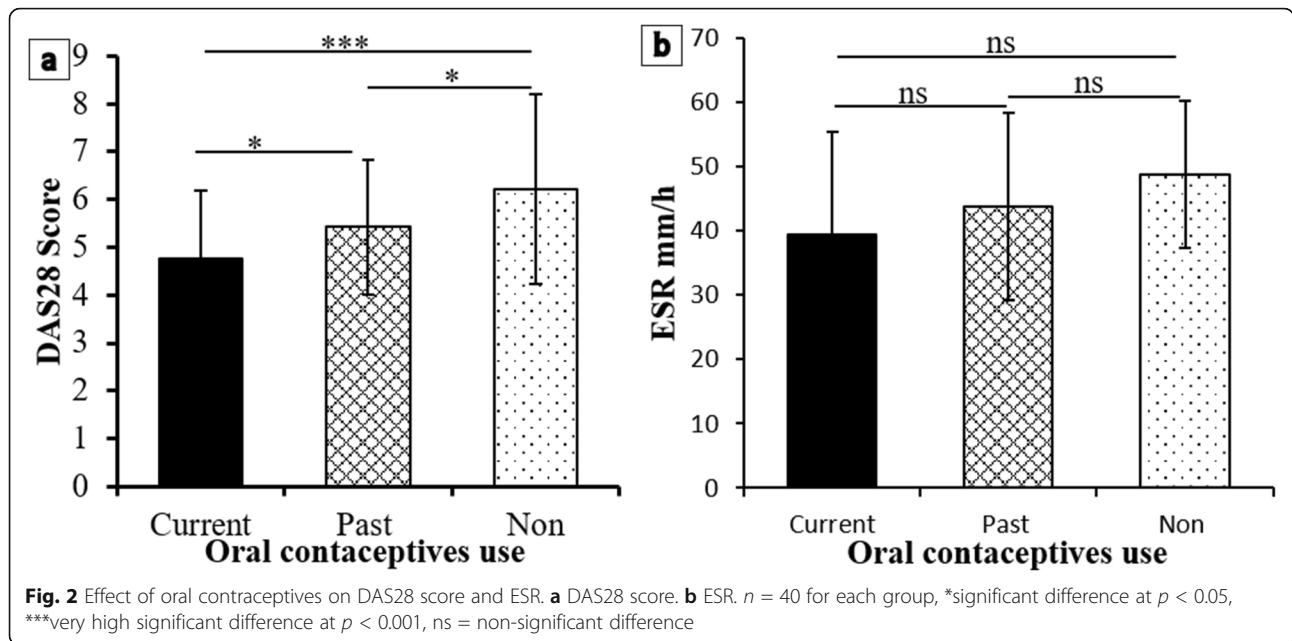 a
***
*
*
9
8
7
6
5
4
3
2
1
0
DAS28 Score
Current Past Non
Oral contaceptives use
b
ns
ns
ns
70
60
50
40
30
20
10
0
ESR mm/h
Current Past Non
Oral contaceptives use
Fig. 2 Effect of oral contraceptives on DAS28 score and ESR. a DAS28 score. b ESR. n = 40 for each group, *significant difference at p < 0.05,
***very high significant difference at p < 0.001, ns = non-significant difference